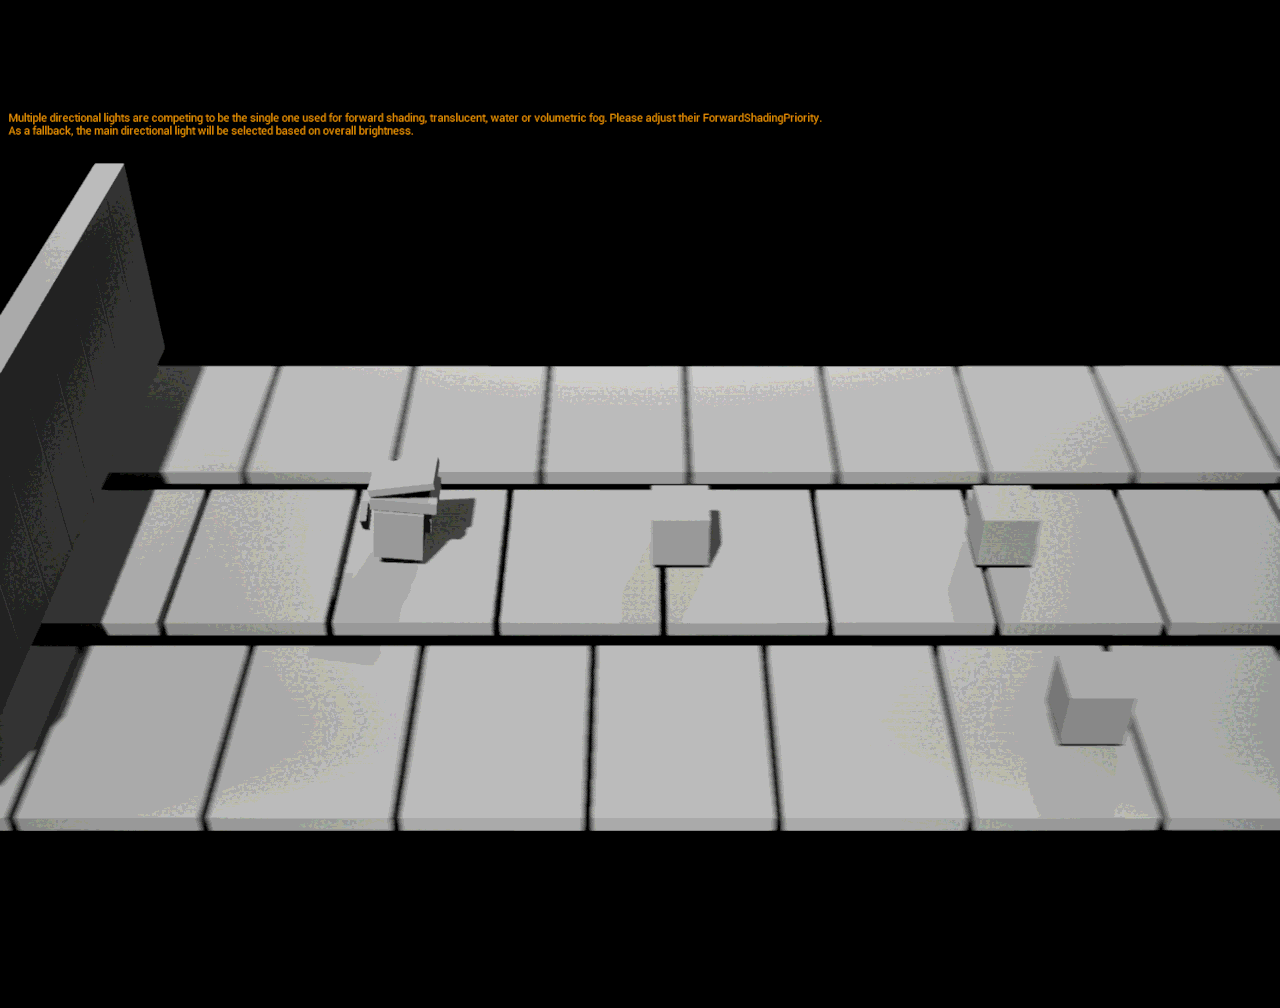 Multiple directional lights are competing to be the single one used for forward shading, translucent, water or volumetric fog. Please adjust their ForwardShadingPriority.
As a fallback, the main directional light will be selected based on overall brightness.